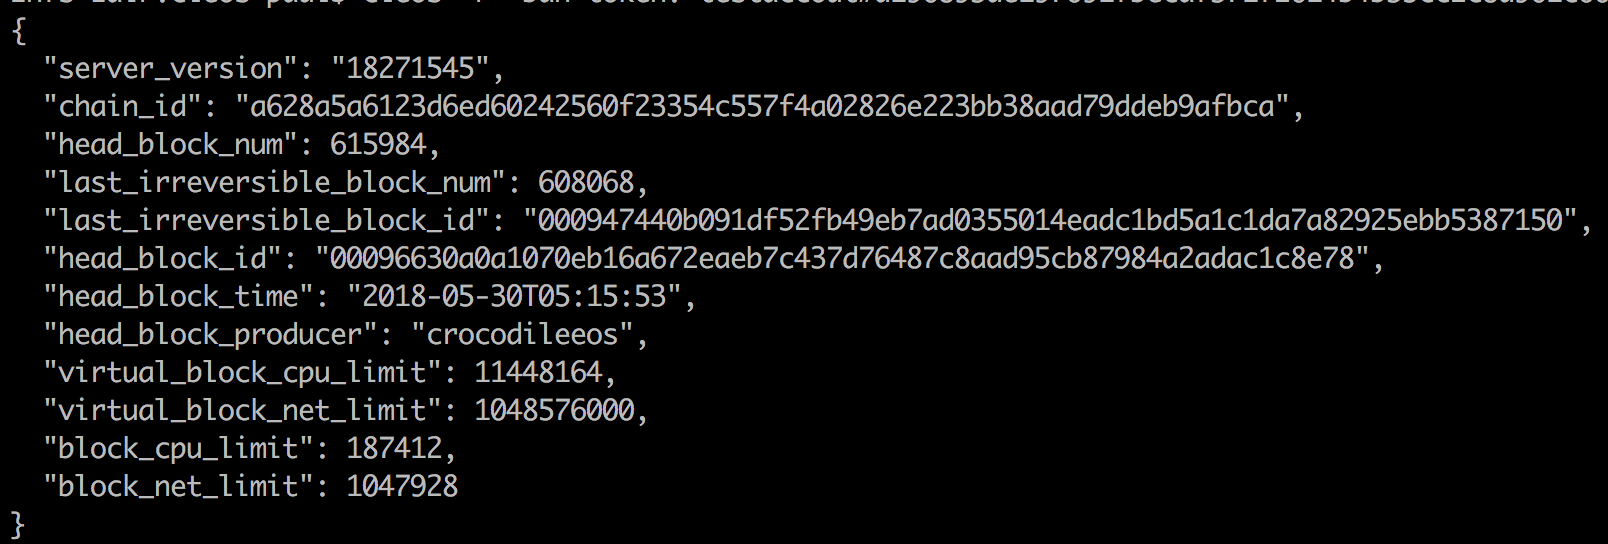 {
"server_version": "18271545",
"chain_id": "a628a5a6123d6ed60242560f23354c557f4a02826e223bb38aad79ddeb9afbca",
"head_block_num": 615984,
"last_irreversible_block_num": 608068,
"last_irreversible_block_id": "000947440b091df52fb49eb7ad0355014eadc1bd5a1c1da7a82925ebb5387150",
"head_block_id": "00096630a0a1070eb16a672eaeb7c437d76487c8aad95cb87984a2adac1c8e78",
"head_block_time": "2018-05-30T05:15:53",
"head_block_producer": "crocodileeos",
"virtual_block_cpu_limit": 11448164,
"virtual_block_net_limit": 1048576000,
"block_cpu_limit": 187412,
"block_net_limit": 1047928
}